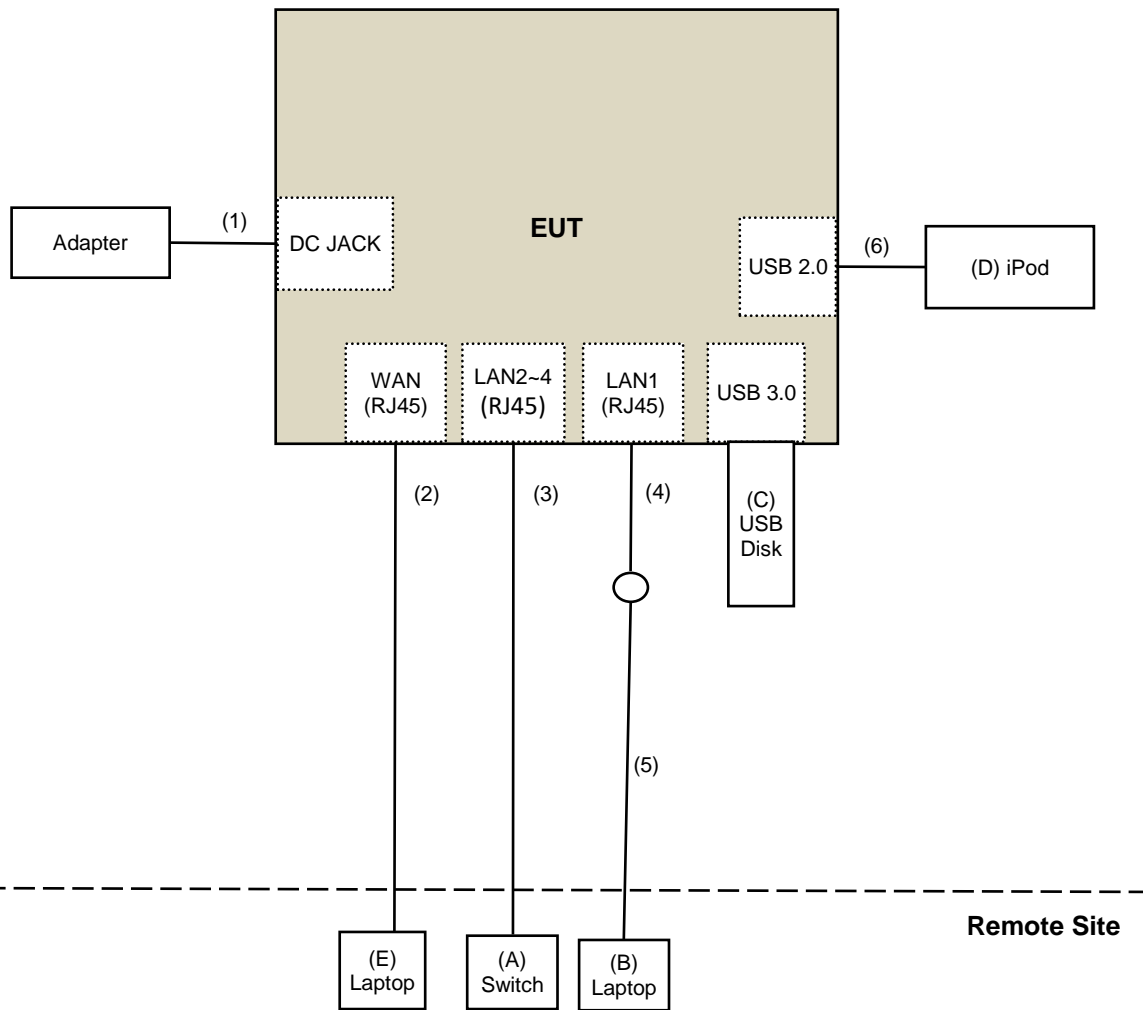 EUT
Adapter
(1)
DC JACK
USB 2.0
(6)
(D) iPod
WAN
(RJ45)
LAN2~4
(RJ45)
LAN1
(RJ45)
USB 3.0
(2)
(3)
(4)
(C)
USB
Disk
(5)
Remote Site
(E)
Laptop
(A)
Switch
(B)
Laptop